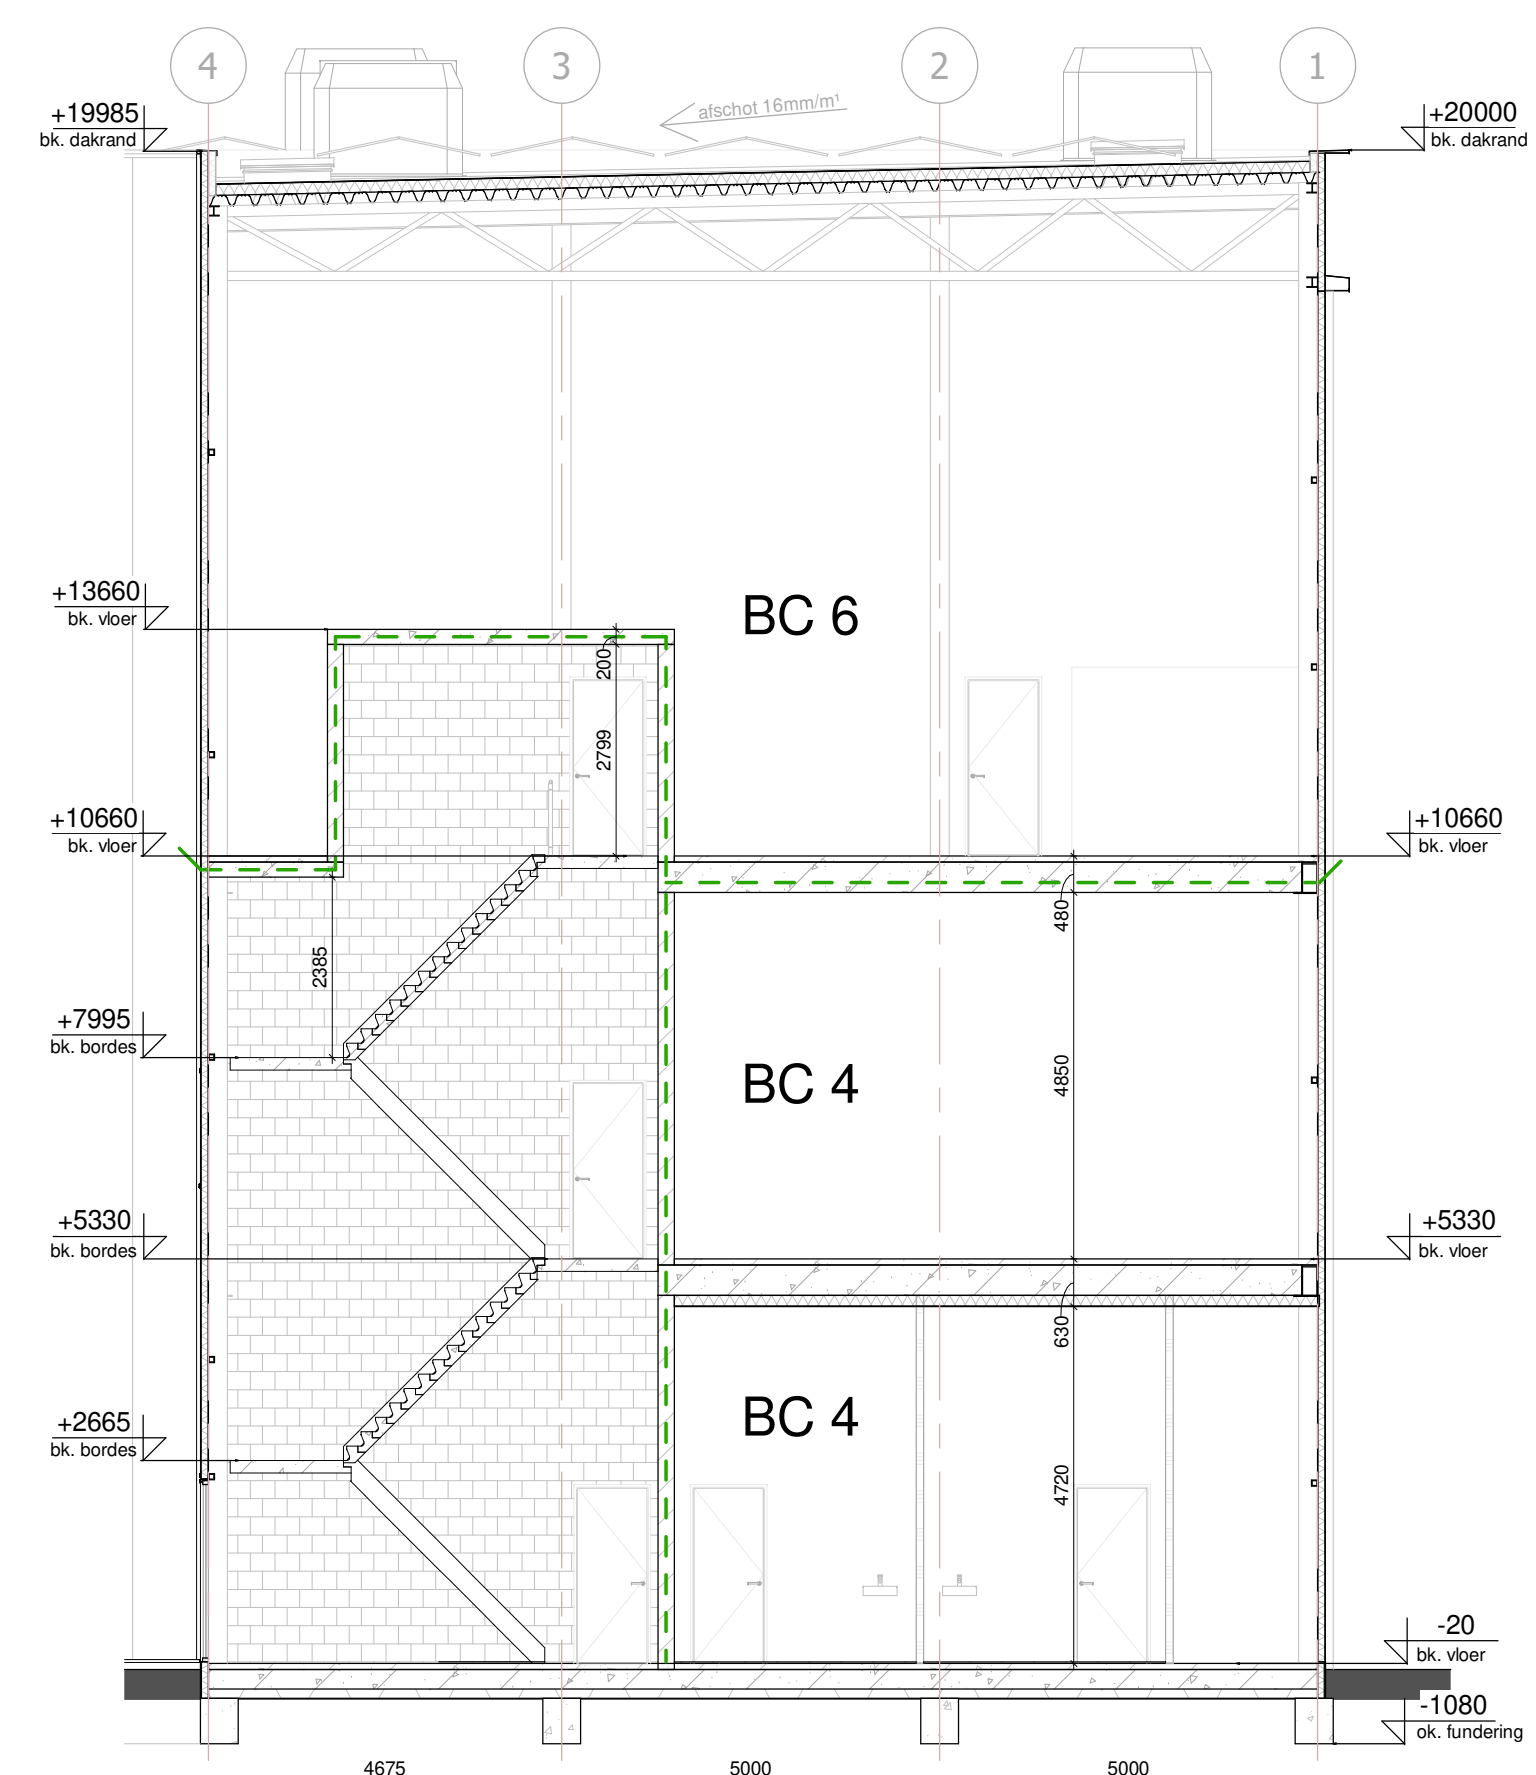 4
3
2
1
afschot 16mm/m¹
+19985
bk. dakrand
+20000
bk. dakrand
+13660
bk. vloer
BC 6
200
2799
+10660
bk. vloer
+10660
bk. vloer
480
2385
+7995
bk. bordes
BC 4
4850
+5330
bk. bordes
+5330
bk. vloer
630
BC 4
+2665
bk. bordes
4720
-20
bk. vloer
-1080
ok. fundering
4675
5000
5000